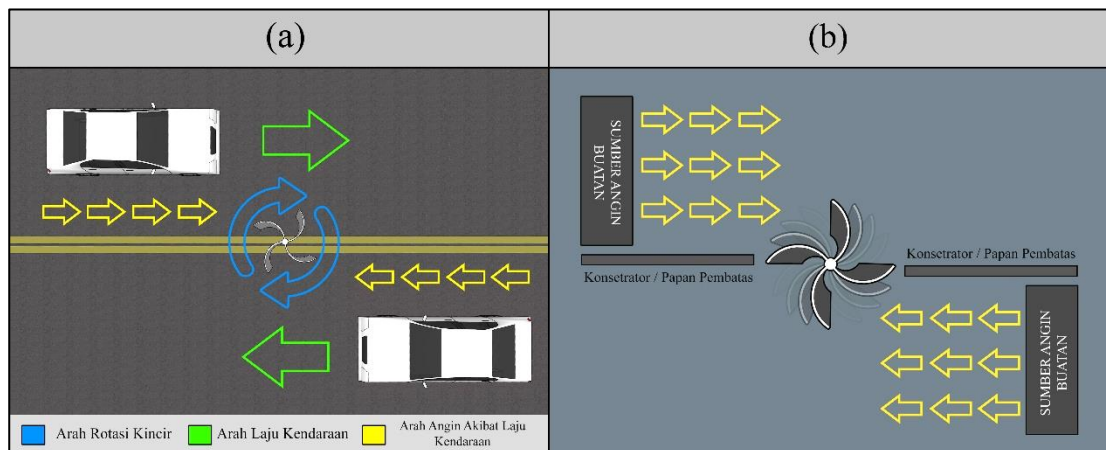 (a)
(b)
SUMBER ANGIN
BUATAN
Konsetrator / Papan Pembatas
Konsetrator / Papan Pembatas
SUMBER ANGIN
BUATAN
Arah Rotasi Kincir
Arah Laju Kendaraan
Arah Angin Akibat Laju
Kendaraan